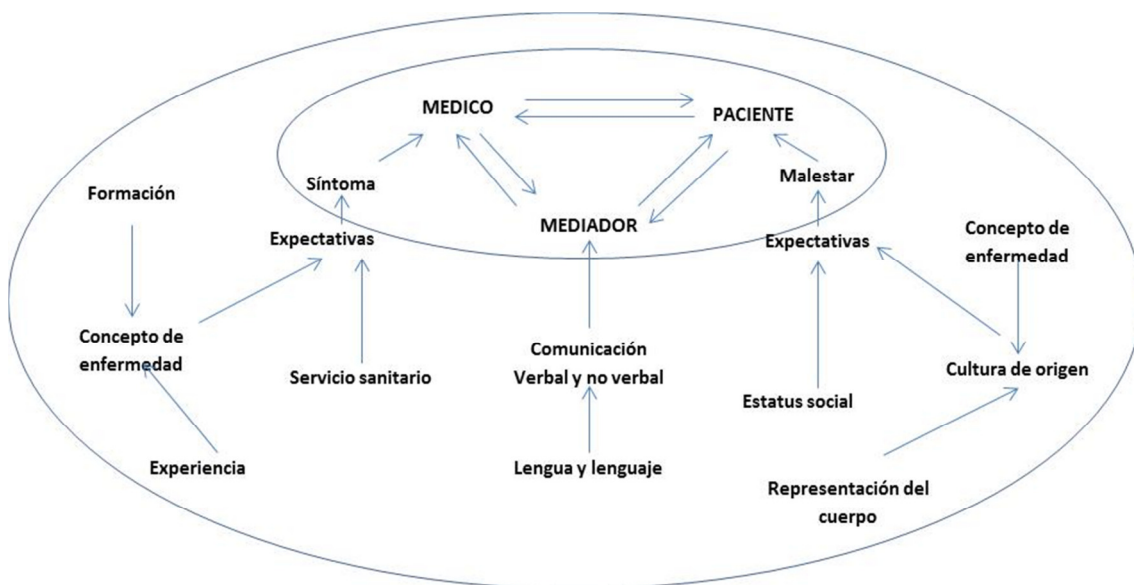 MEDICO
PACIENTE
Síntoma
Malestar
Formación
MEDIADOR
Expectativas
Expectativas
Concepto de
enfermedad
Concepto de
enfermedad
Comunicación
Verbal y no verbal
Servicio sanitario
Cultura de origen
Estatus social
Experiencia
Lengua y lenguaje
Representación del
cuerpo